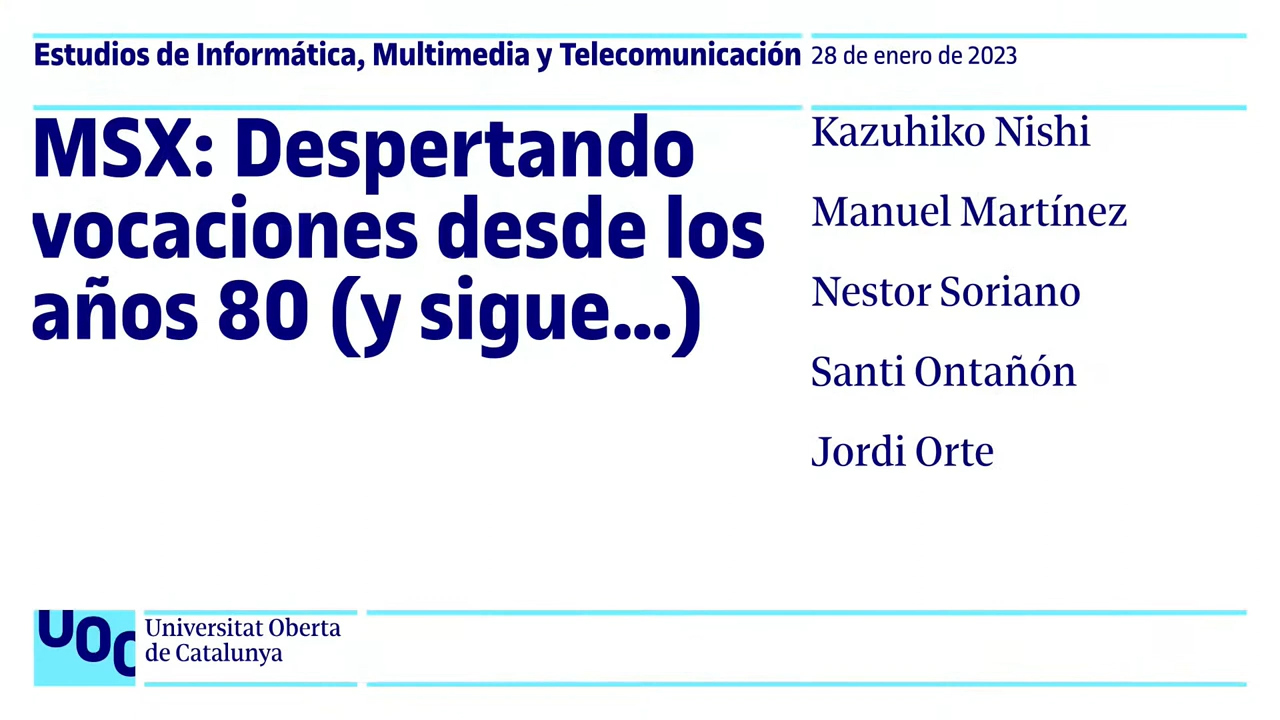 Estudios de Informática, Multimedia y Telecomunicación
28 de enero de 2023
MSX: Despertando
vocaciones desde los
años 80 (y sigue...)
Kazuhiko Nishi
Manuel Martínez
Nestor Soriano
Santi Ontañón
Jordi Orte
UOC
Universitat Oberta
de Catalunya